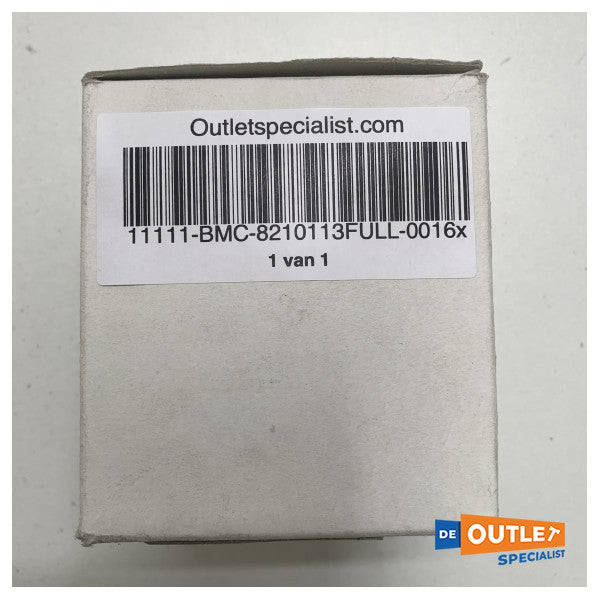 Outletspecialist.com
11111-BMC-8210113FULL-0016x
1 van 1
DE OUTLET
SPECIALIST